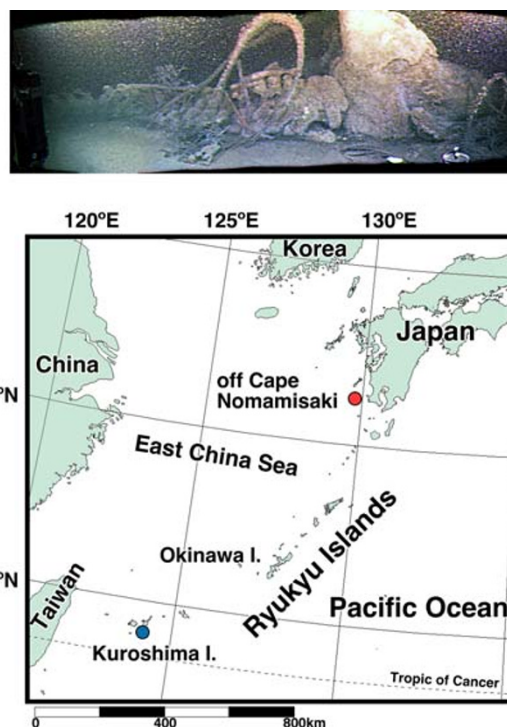 120°E 125°E 130°E
Korea
Japan
China
off Cape
Nomamisaki
°N
East China Sea
Ryukyu Islands
Okinawa I.
°N
Taiwan
Pacific Ocean
Kuroshima I.
Tropic of Cancer
0 400 800km